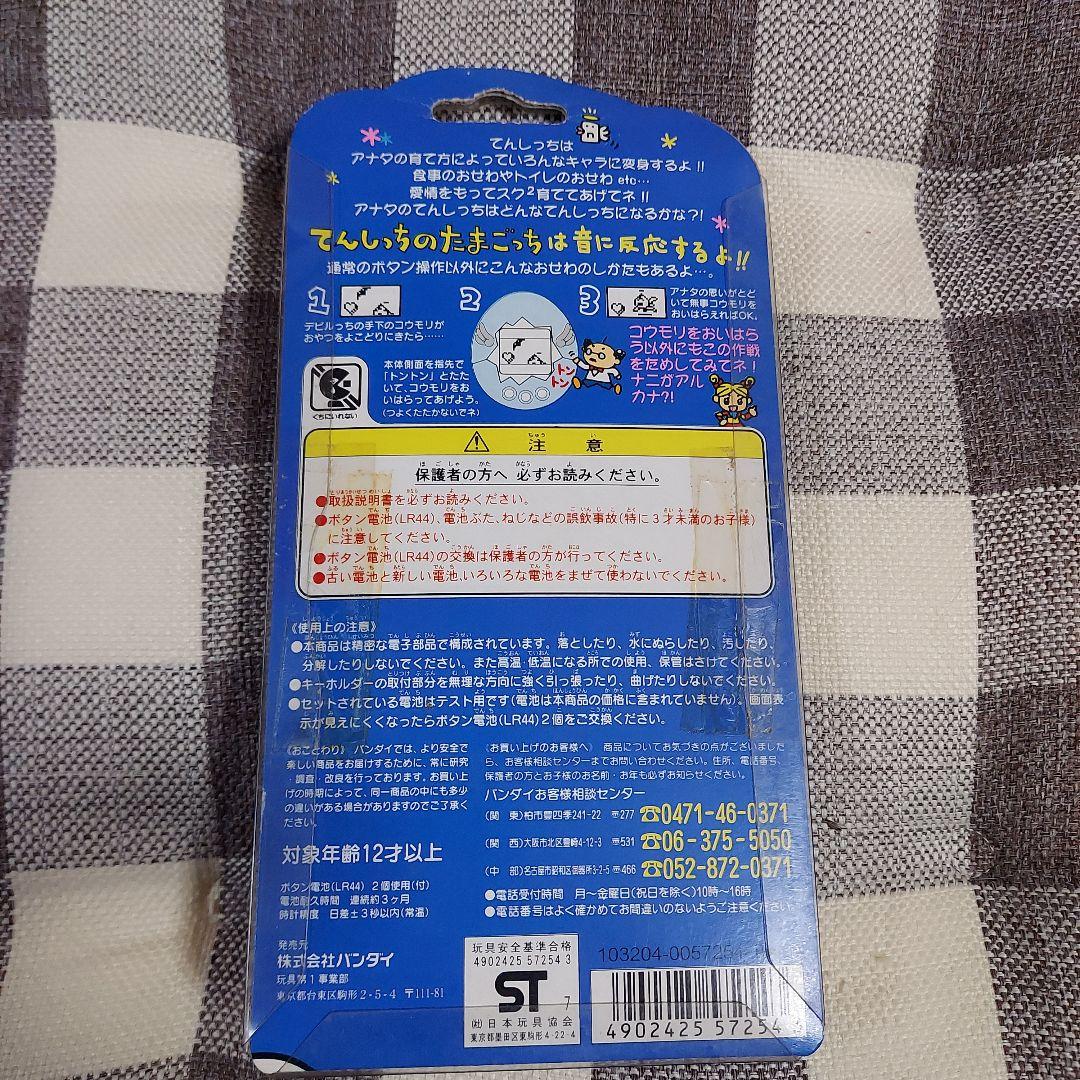 てんしっちは
アナタの育て方によっていろんなキャラに変身するよ!!
食事のおせわやトイレのおせわ etc…
愛情をもってスク²育ててあげてネ!!
アナタのてんしっちはどんなてんしっちになるかな?!
てんしっちのたまごっちは音に反応するよ!!
通常のボタン操作以外にこんなおせわのしかたもあるよ…。
1
デビルっちの手下のコウモリが
おやつをよこどりにきたら……
2
本体側面を指先で
「トントン」とたた
いて、コウモリをお
いはらってあげよう。
(つよくたたかないでネ)
トントン
3
アナタの思いがとど
いて無事コウモリを
おいはらえればOK。
コウモリをおいはら
う以外にもこの作戦
をためしてみてネ!
ナニがアル
カナ?!
くちにいれない
注意
保護者の方へ 必ずお読みください。
●取扱説明書を必ずお読みください。
●ボタン電池(LR44)、電池ぶた、ねじなどの誤飲事故(特に3才未満のお子様)
に注意してください。
●ボタン電池(LR44)の交換は保護者の方が行ってください。
●古い電池と新しい電池、いろいろな電池をまぜて使わないでください。
《使用上の注意》
●本商品は精密な電子部品で構成されています。落としたり、水にぬらしたり、汚したり、
分解したりしないでください。また高温・低温になる所での使用、保管はさけてください。
●キーホルダーの取付部分を無理な方向に強く引っ張ったり、曲げたりしないでください。
●セットされている電池はテスト用です(電池は本商品の価格に含まれていません)。画面表
示が見えにくくなったらボタン電池(LR44)2個をご交換ください。
《おことわり》 バンダイでは、より安全で
楽しい商品をお届けするために、常に研究
・調査・改良を行っております。お買い上
げの時期によって、同一商品の中にも多少
の違いがある場合がありますのでご了承く
ださい。
対象年齢12才以上
ボタン電池(LR44) 2個使用(付)
電池耐久時間 連続約3ヶ月
時計精度 日差±3秒以内(常温)
発売元
株式会社バンダイ
玩具第1事業部
東京都台東区駒形2-5-4 〒111-81
《お買い上げのお客様へ》 商品についてお気づきの点がございました
ら、お客様相談センターまでお問い合わせください。住所、電話番号、
保護者の方とお子様のお名前・お年も必ずお知らせください。
バンダイお客様相談センター
(関 東)柏市豊四季241-22 〒277 ☎0471-46-0371
(関 西)大阪市北区豊崎4-12-3 〒531 ☎06-375-5050
(中 部)名古屋市昭和区御器所3-2-5 〒466 ☎052-872-0371
●電話受付時間 月〜金曜日(祝日を除く)10時〜16時
●電話番号はよく確かめてお間違いのないようご注意ください。
玩具安全基準合格
4902425 57254 3
ST 7
㈳日本玩具協会
東京都墨田区東駒形4-22-4
103204-0057254
4902425 57254